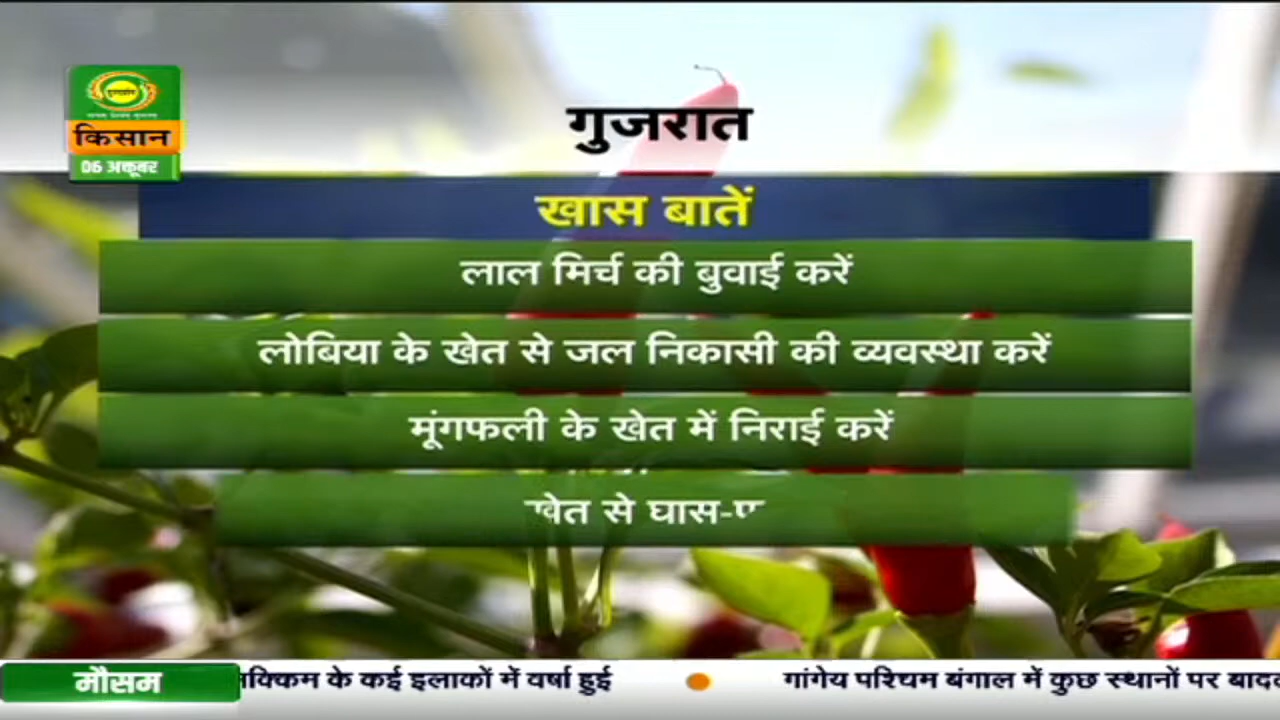 किसान
06 अक्तूबर
गुजरात
खास बातें
लाल मिर्च की बुवाई करें
लोबिया के खेत से जल निकासी की व्यवस्था करें
मूंगफली के खेत में निराई करें
खेत से घास-
मौसम
के कई इलाकों में वर्षा हुई
गांगेय पश्चिम बंगाल में कुछ स्थानों पर